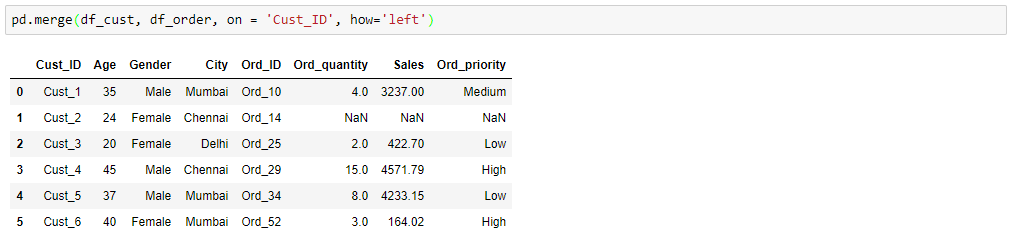 pd.merge(df_cust, df_order, on = 'Cust_ID', how='left')
Cust_ID Age Gender City Ord_ID Ord_quantity Sales Ord_priority
0 Cust_1 35 Male Mumbai Ord_10 4.0 3237.00 Medium
1 Cust_2 24 Female Chennai Ord_14 NaN NaN NaN
2 Cust_3 20 Female Delhi Ord_25 2.0 422.70 Low
3 Cust_4 45 Male Chennai Ord_29 15.0 4571.79 High
4 Cust_5 37 Male Mumbai Ord_34 8.0 4233.15 Low
5 Cust_6 40 Female Mumbai Ord_52 3.0 164.02 High